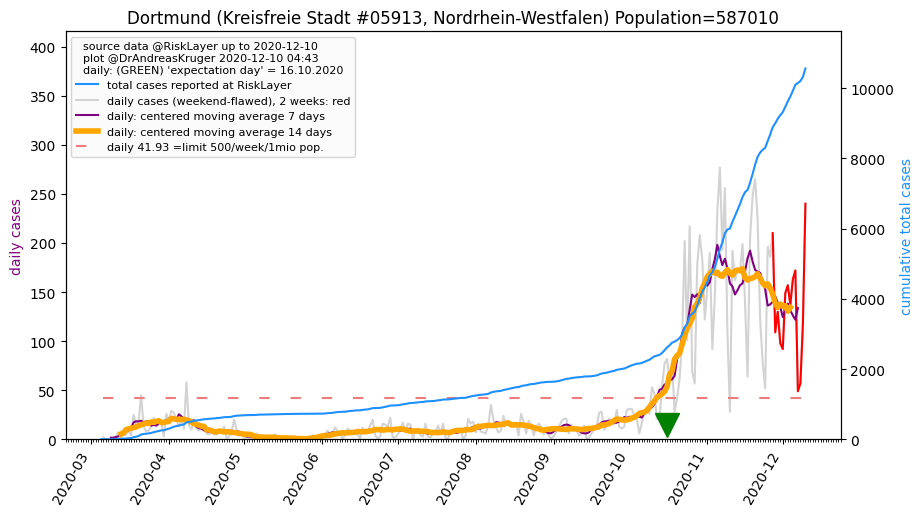 Dortmund (Kreisfreie Stadt #05913, Nordrhein-Westfalen) Population=587010
source data @RiskLayer up to 2020-12-10
plot @DrAndreasKruger 2020-12-10 04:43
daily: (GREEN) 'expectation day' = 16.10.2020
total cases reported at RiskLayer
daily cases (weekend-flawed), 2 weeks: red
daily: centered moving average 7 days
daily: centered moving average 14 days
daily 41.93 =limit 500/week/1mio pop.
daily cases
400
350
300
250
200
150
100
50
0
10000
8000
6000
4000
2000
0
cumulative total cases
2020-03
2020-04
2020-05
2020-06
2020-07
2020-08
2020-09
2020-10
2020-11
2020-12